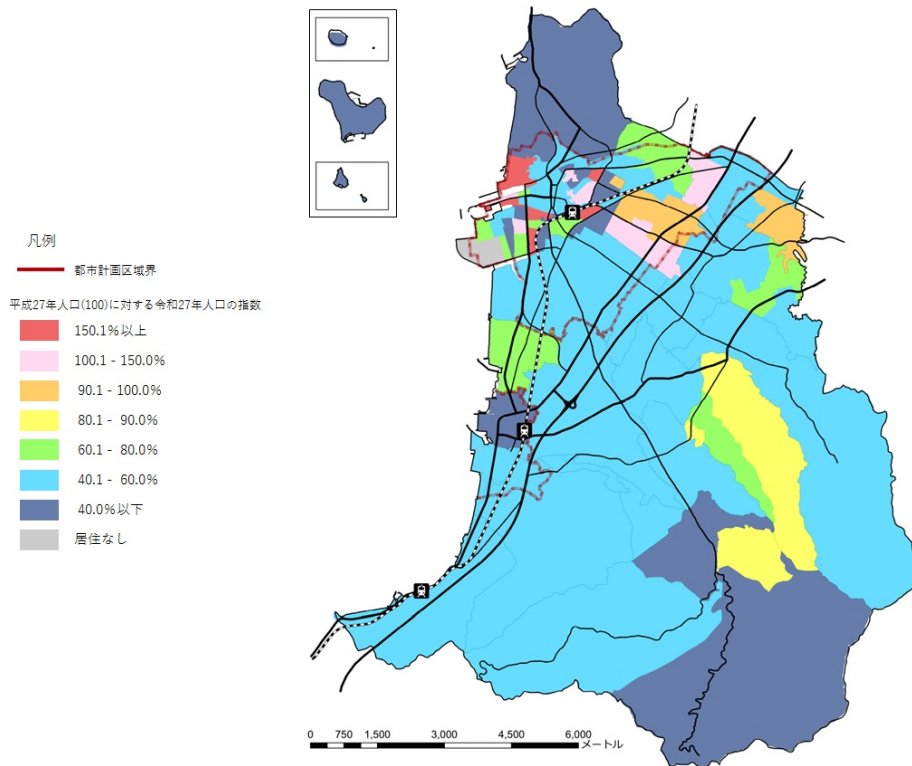 凡例
都市計画区域界
平成27年人口(100)に対する令和27年人口の指数
150.1%以上
100.1 - 150.0%
90.1 - 100.0%
80.1 - 90.0%
60.1 - 80.0%
40.1 - 60.0%
40.0%以下
居住なし
0 750 1,500 3,000 4,500 6,000
メートル